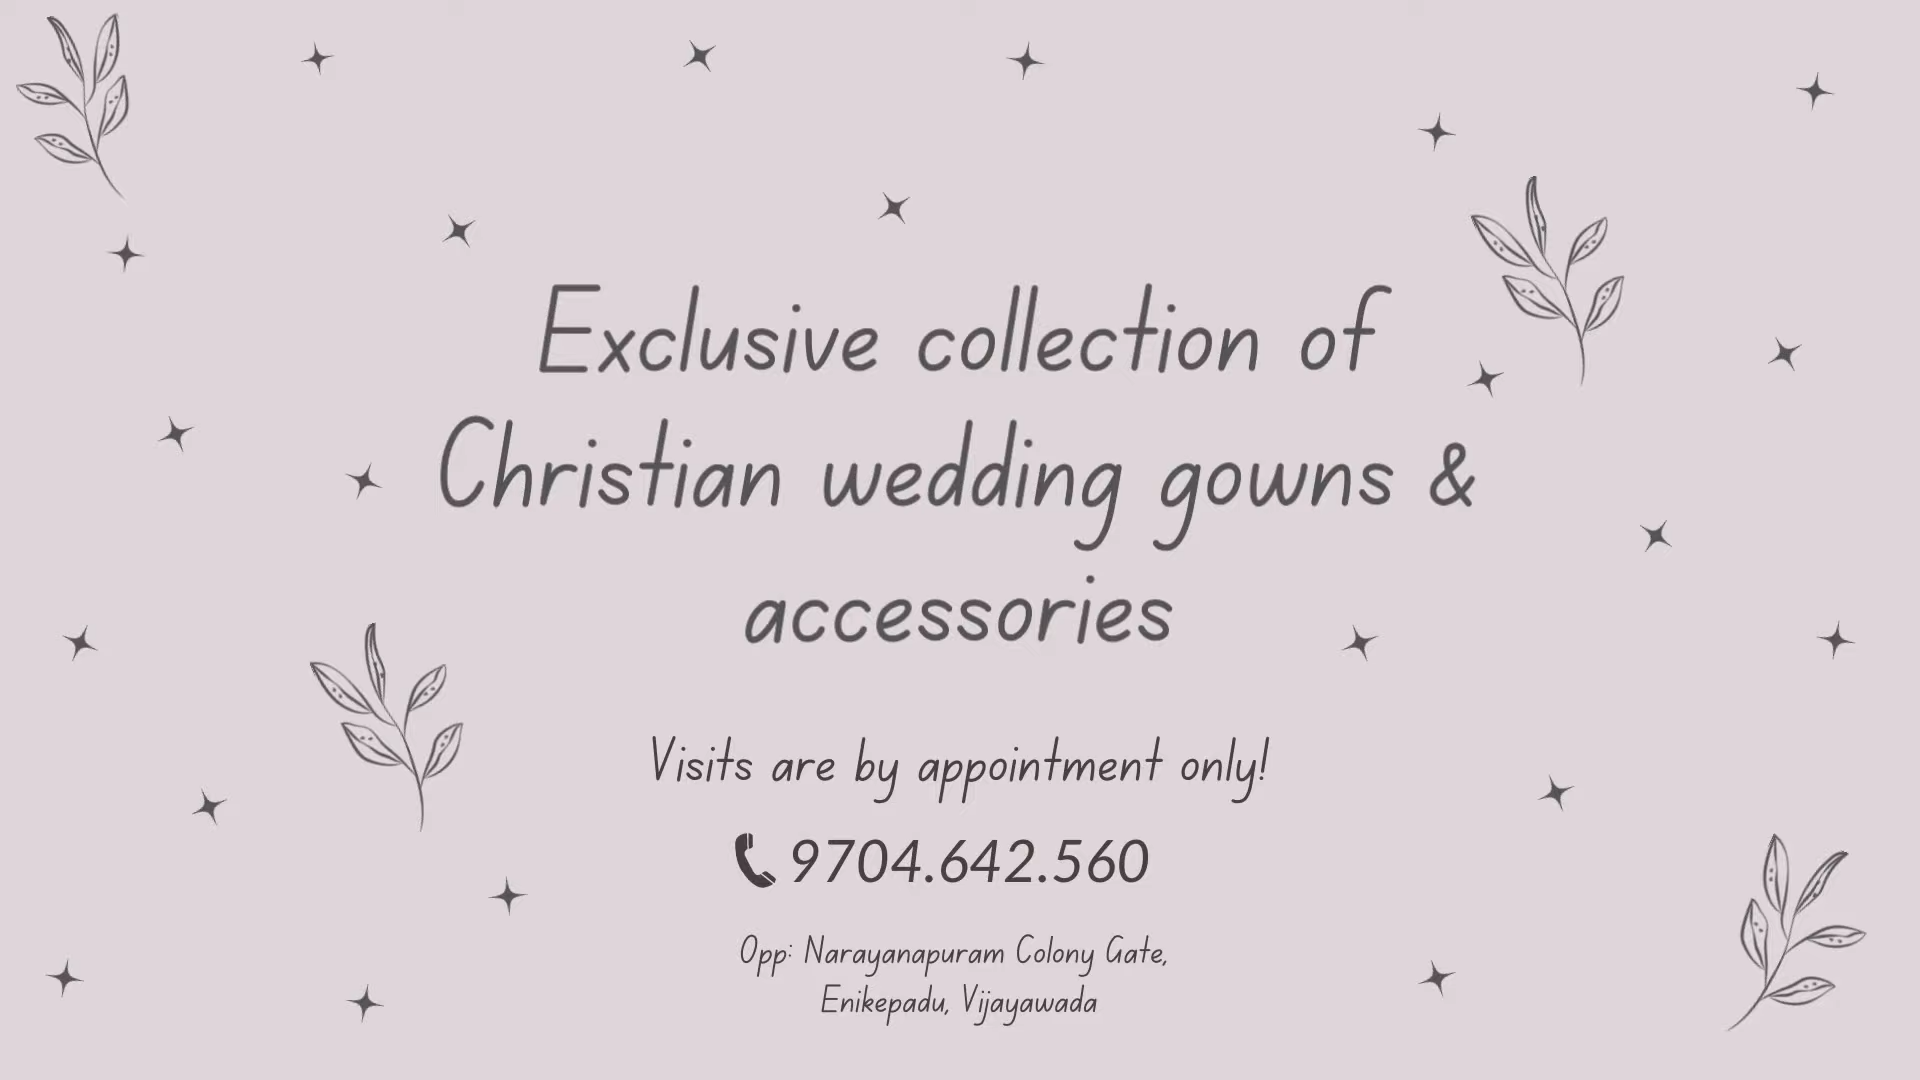 Exclusive collection of
Christian wedding gowns &
accessories
Visits are by appointment only!
9704.642.560
Opp: Narayanapuram Colony Gate,
Enikepadu, Vijayawada